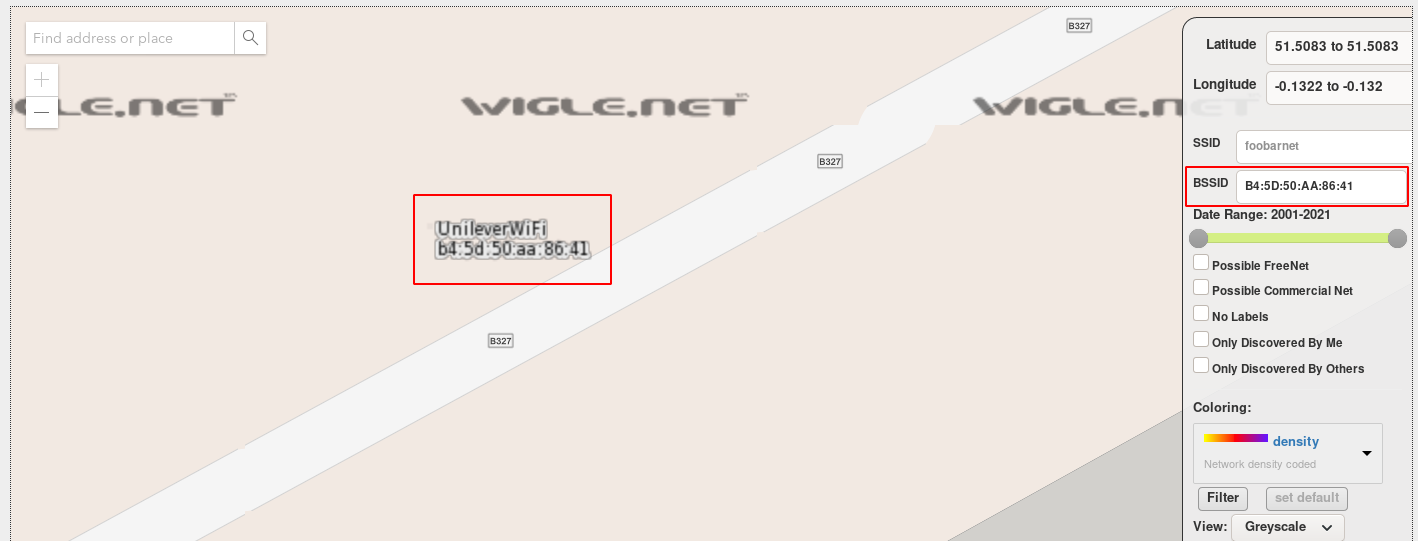 Find address or place
B327
Latitude
51.5083 to 51.5083
Longitude
-0.1322 to -0.132
WIGLE.NET
WIGLE.NET
SSID
foobarnet
B327
BSSID
B4:5D:50:AA:86:41
Date Range: 2001-2021
UnileverWiFi
b4:5d:50:aa:86:41
Possible FreeNet
Possible Commercial Net
No Labels
B327
Only Discovered By Me
Only Discovered By Others
Coloring:
density
Network density coded
Filter
set default
View:
Greyscale